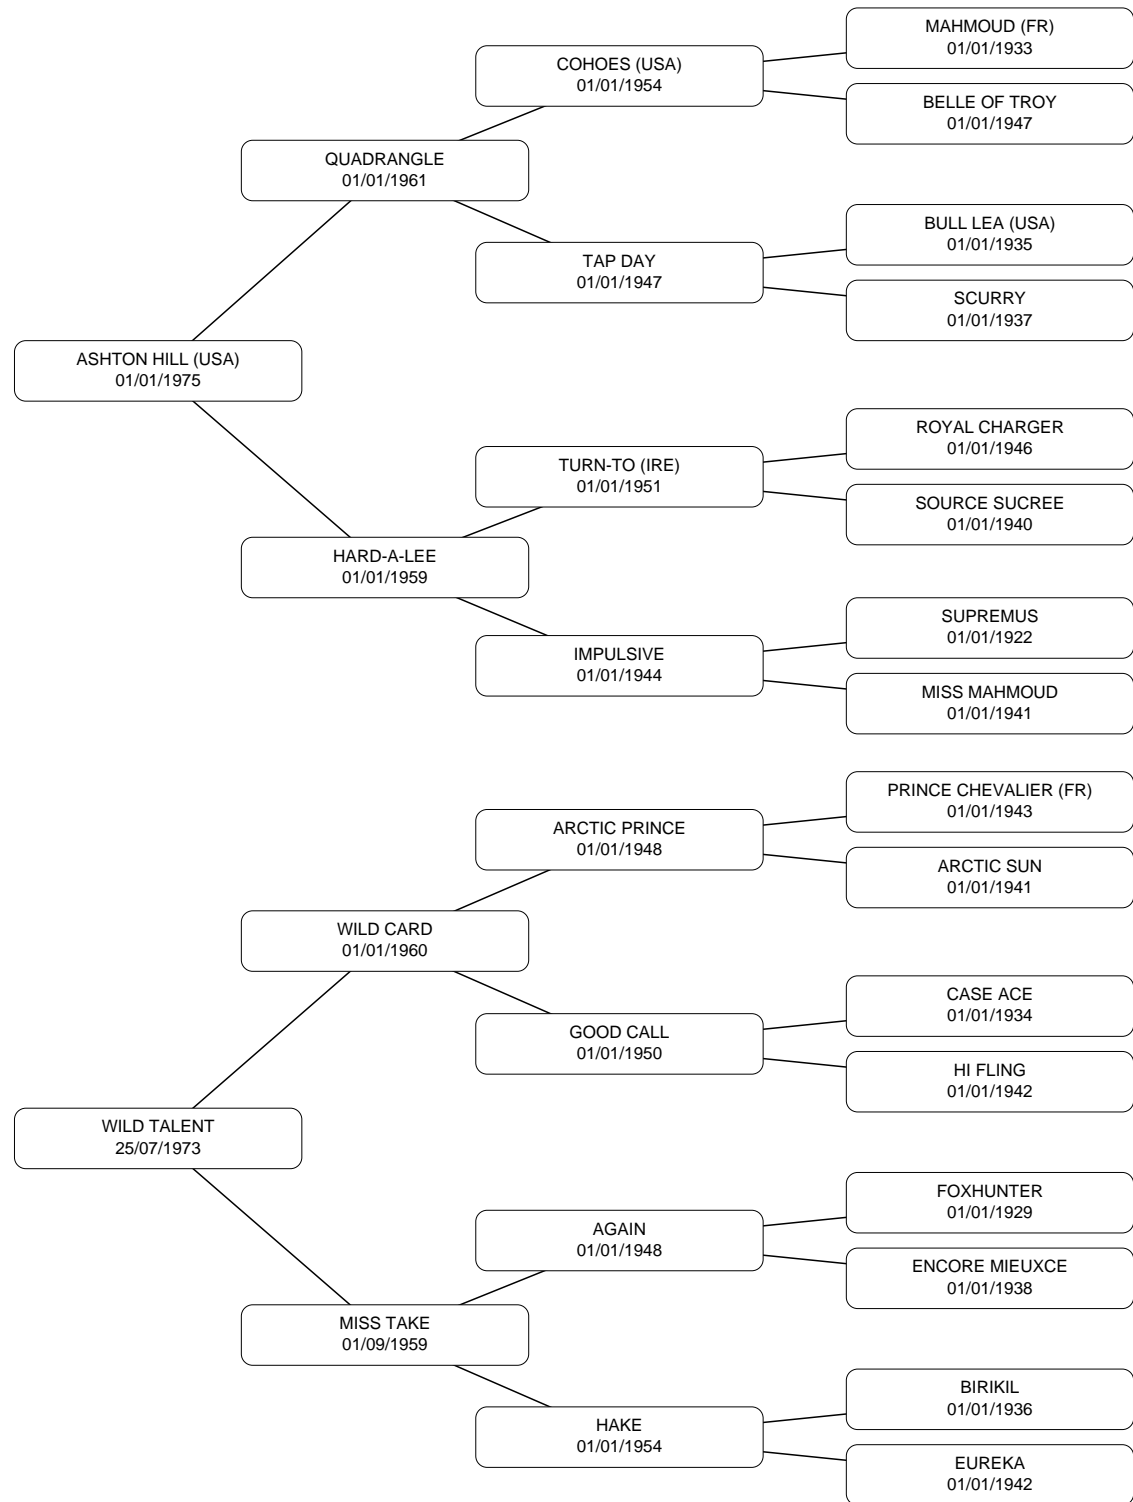 MAHMOUD (FR)
01/01/1933
COHOES (USA)
01/01/1954
BELLE OF TROY
01/01/1947
QUADRANGLE
01/01/1961
BULL LEA (USA)
01/01/1935
TAP DAY
01/01/1947
SCURRY
01/01/1937
ASHTON HILL (USA)
01/01/1975
ROYAL CHARGER
01/01/1946
TURN-TO (IRE)
01/01/1951
SOURCE SUCREE
01/01/1940
HARD-A-LEE
01/01/1959
SUPREMUS
01/01/1922
IMPULSIVE
01/01/1944
MISS MAHMOUD
01/01/1941
PRINCE CHEVALIER (FR)
01/01/1943
ARCTIC PRINCE
01/01/1948
ARCTIC SUN
01/01/1941
WILD CARD
01/01/1960
CASE ACE
01/01/1934
GOOD CALL
01/01/1950
HI FLING
01/01/1942
WILD TALENT
25/07/1973
FOXHUNTER
01/01/1929
AGAIN
01/01/1948
ENCORE MIEUXCE
01/01/1938
MISS TAKE
01/09/1959
BIRIKIL
01/01/1936
HAKE
01/01/1954
EUREKA
01/01/1942